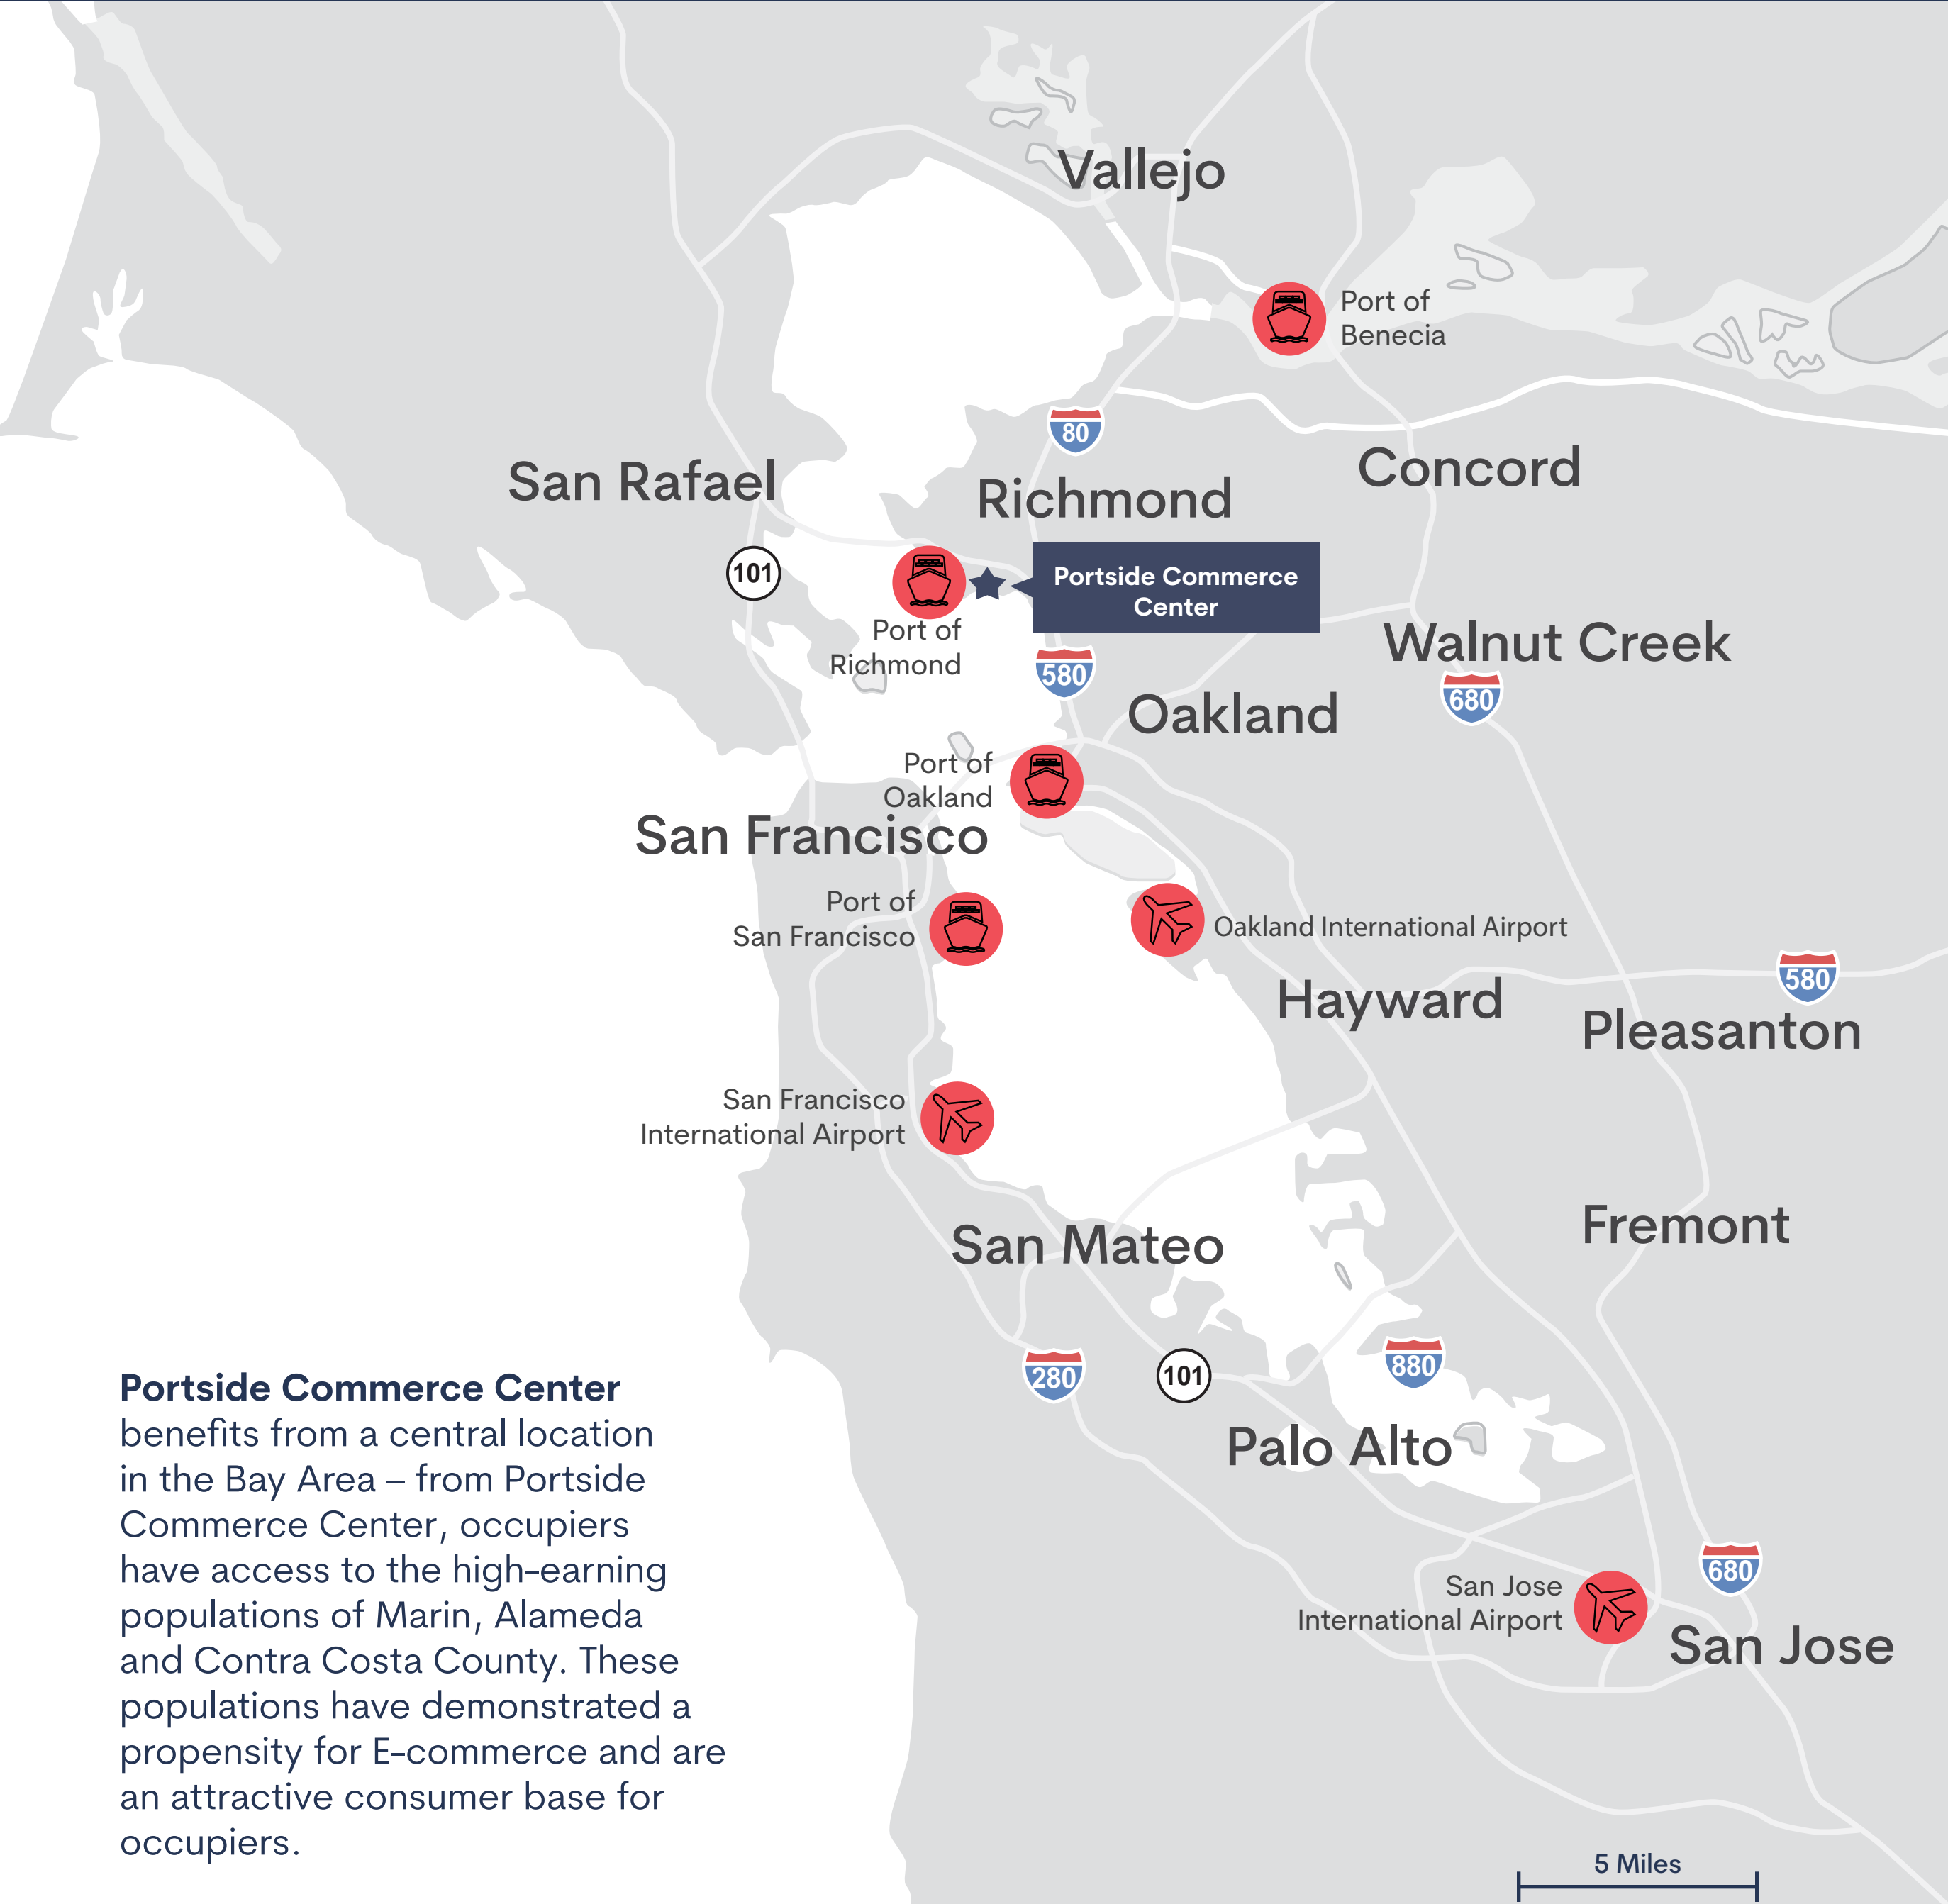 Vallejo
Port of
Benecia
80
San Rafael
Concord
Richmond
101
Portside Commerce
Center
Port of
Richmond
Walnut Creek
580
680
Oakland
Port of
Oakland
San Francisco
Port of
San Francisco
Oakland International Airport
580
Hayward
Pleasanton
San Francisco
International Airport
Fremont
San Mateo
280
101
880
Palo Alto
680
San Jose
International Airport
San Jose
Portside Commerce Center
benefits from a central location
in the Bay Area – from Portside
Commerce Center, occupiers
have access to the high-earning
populations of Marin, Alameda
and Contra Costa County. These
populations have demonstrated a
propensity for E-commerce and are
an attractive consumer base for
occupiers.
5 Miles